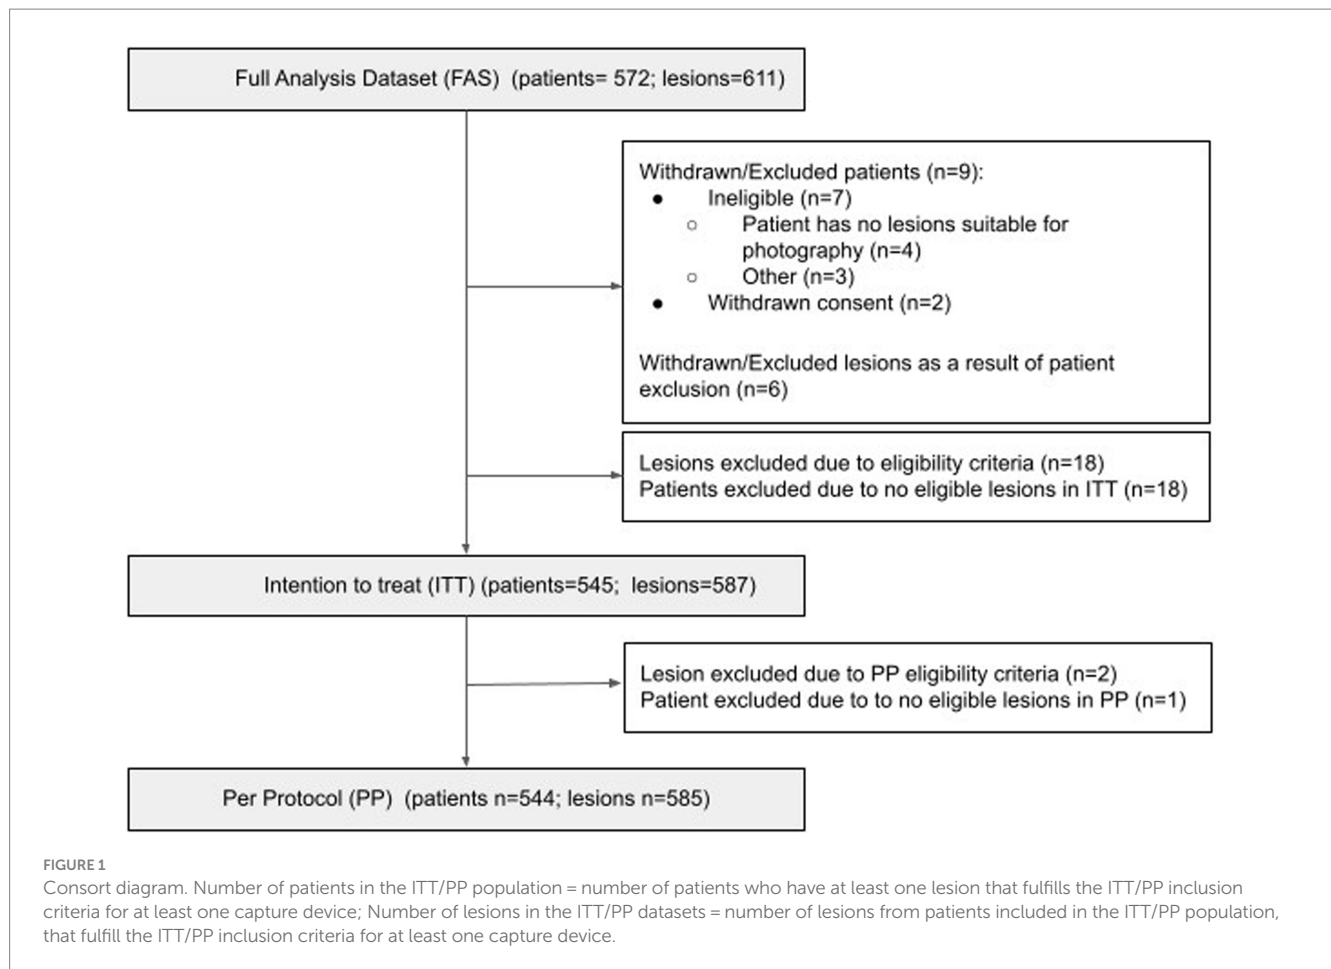 Full Analysis Dataset (FAS) (patients= 572; lesions=611)
Withdrawn/Excluded patients (n=9):
● Ineligible (n=7)
○ Patient has no lesions suitable for
photography (n=4)
○ Other (n=3)
● Withdrawn consent (n=2)
Withdrawn/Excluded lesions as a result of patient
exclusion (n=6)
Lesions excluded due to eligibility criteria (n=18)
Patients excluded due to no eligible lesions in ITT (n=18)
Intention to treat (ITT) (patients=545; lesions=587)
Lesion excluded due to PP eligibility criteria (n=2)
Patient excluded due to to no eligible lesions in PP (n=1)
Per Protocol (PP) (patients n=544; lesions n=585)
FIGURE 1
Consort diagram. Number of patients in the ITT/PP population = number of patients who have at least one lesion that fulfills the ITT/PP inclusion
criteria for at least one capture device; Number of lesions in the ITT/PP datasets = number of lesions from patients included in the ITT/PP population,
that fulfill the ITT/PP inclusion criteria for at least one capture device.